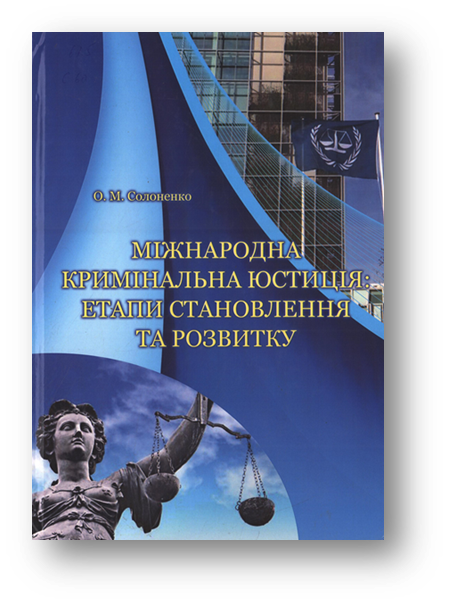 О. М. Солоненко
МІЖНАРОДНА
КРИМІНАЛЬНА ЮСТИЦІЯ:
ЕТАПИ СТАНОВЛЕННЯ
ТА РОЗВИТКУ